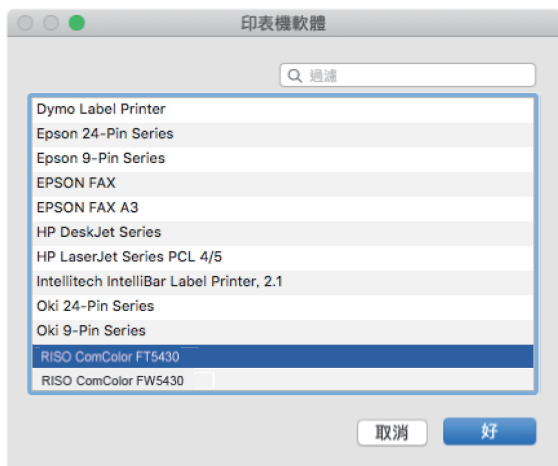 印表機軟體
過濾
Dymo Label Printer
Epson 24-Pin Series
Epson 9-Pin Series
EPSON FAX
EPSON FAX A3
HP DeskJet Series
HP LaserJet Series PCL 4/5
Intellitech IntelliBar Label Printer, 2.1
Oki 24-Pin Series
Oki 9-Pin Series
RISO ComColor FT5430
RISO ComColor FW5430
取消 好